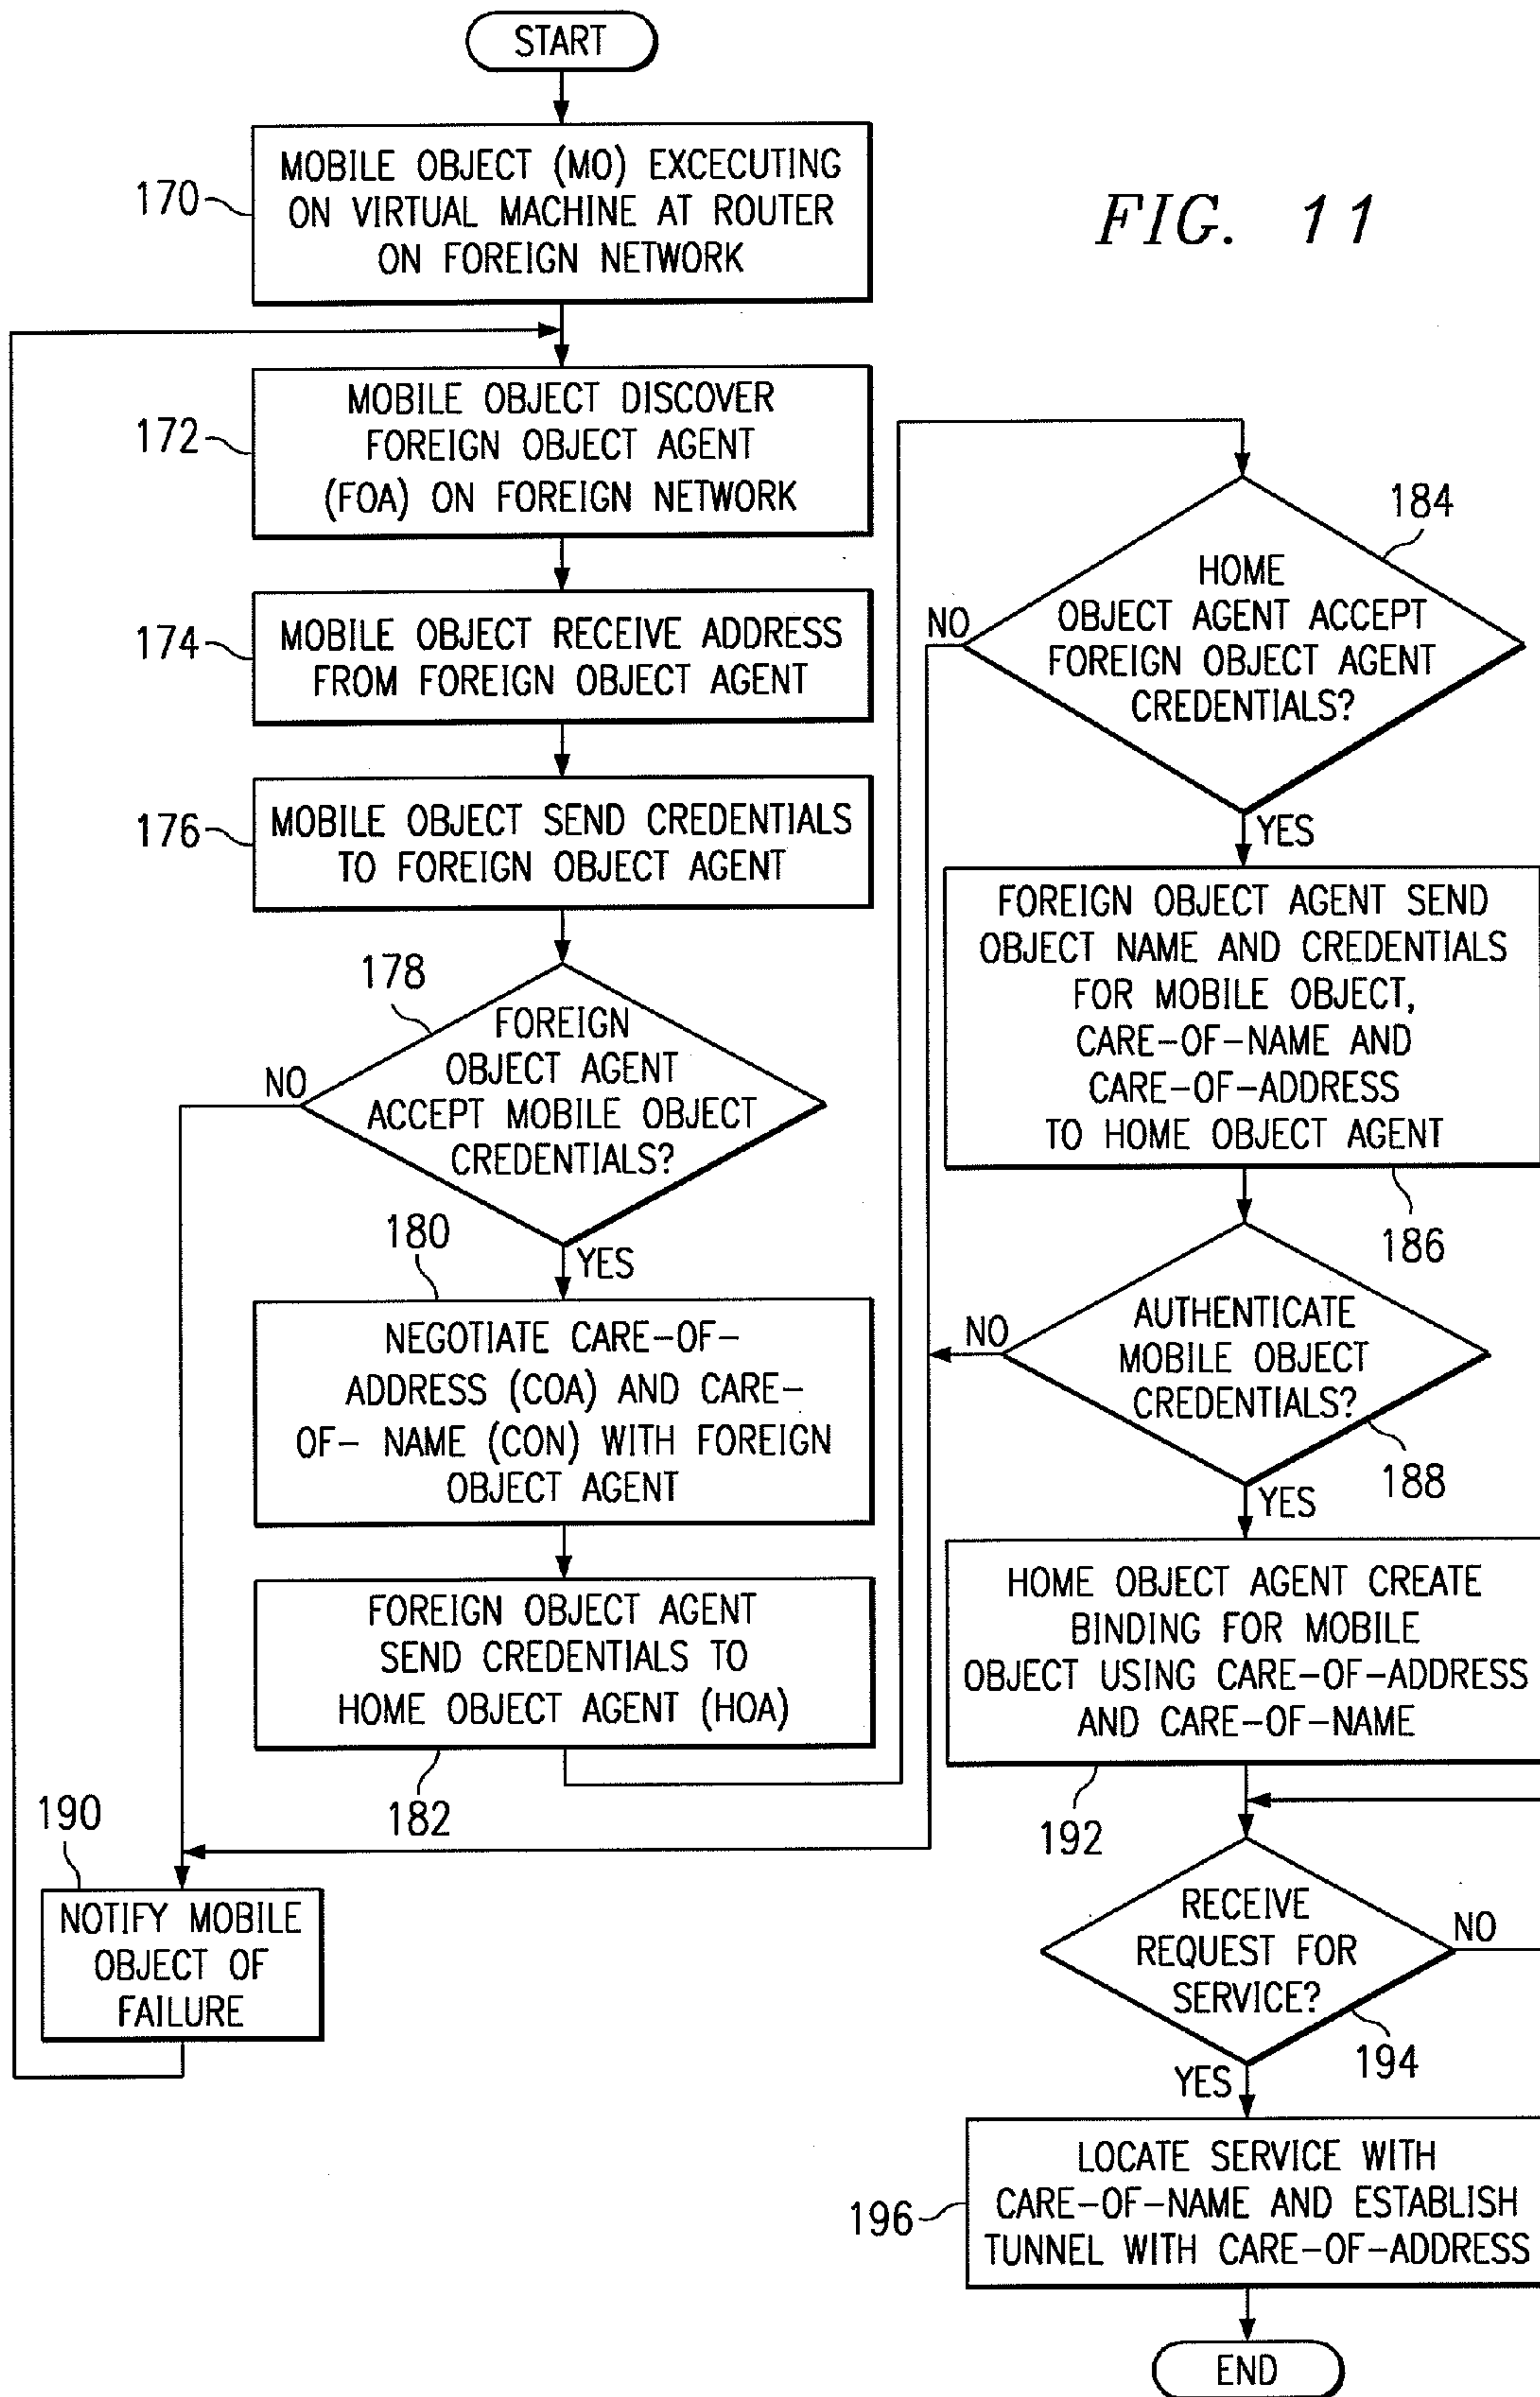 START
170
MOBILE OBJECT (MO) EXCECUTING
ON VIRTUAL MACHINE AT ROUTER
ON FOREIGN NETWORK
FIG. 11
172
MOBILE OBJECT DISCOVER
FOREIGN OBJECT AGENT
(FOA) ON FOREIGN NETWORK
174
MOBILE OBJECT RECEIVE ADDRESS
FROM FOREIGN OBJECT AGENT
176
MOBILE OBJECT SEND CREDENTIALS
TO FOREIGN OBJECT AGENT
178
FOREIGN
OBJECT AGENT
ACCEPT MOBILE OBJECT
CREDENTIALS?
NO
YES
180
NEGOTIATE CARE-OF-
ADDRESS (COA) AND CARE-
OF- NAME (CON) WITH FOREIGN
OBJECT AGENT
FOREIGN OBJECT AGENT
SEND CREDENTIALS TO
HOME OBJECT AGENT (HOA)
182
190
NOTIFY MOBILE
OBJECT OF
FAILURE
184
HOME
OBJECT AGENT ACCEPT
FOREIGN OBJECT AGENT
CREDENTIALS?
NO
YES
FOREIGN OBJECT AGENT SEND
OBJECT NAME AND CREDENTIALS
FOR MOBILE OBJECT,
CARE-OF-NAME AND
CARE-OF-ADDRESS
TO HOME OBJECT AGENT
186
AUTHENTICATE
MOBILE OBJECT
CREDENTIALS?
NO
188
YES
HOME OBJECT AGENT CREATE
BINDING FOR MOBILE
OBJECT USING CARE-OF-ADDRESS
AND CARE-OF-NAME
192
RECEIVE
REQUEST FOR
SERVICE?
NO
194
YES
196
LOCATE SERVICE WITH
CARE-OF-NAME AND ESTABLISH
TUNNEL WITH CARE-OF-ADDRESS
END